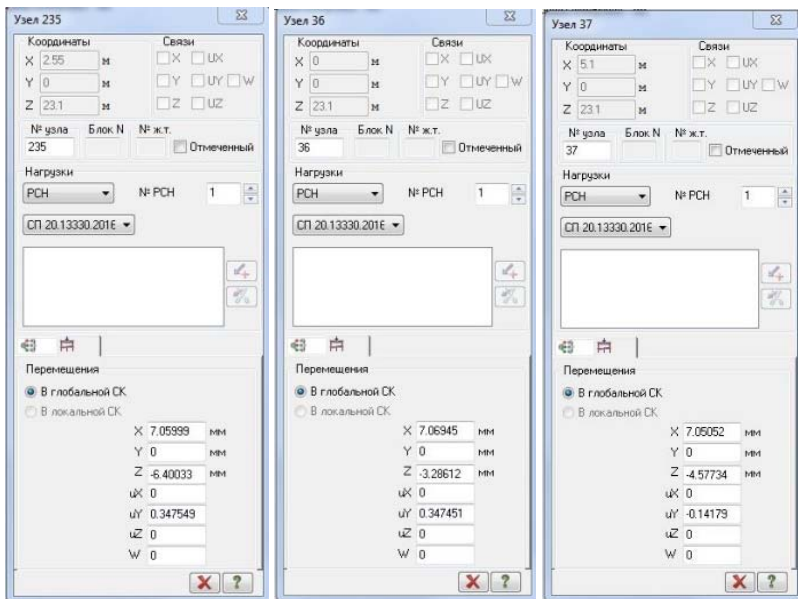 Узел 235
Координаты
Связи
X 2.55 м
X UX
Y 0 м
Y UY W
Z 23.1 м
Z UZ
№ узла Блок N № ж.т.
235
Отмеченный
Нагрузки
РСН № РСН 1
СП 20.13330.2016
Перемещения
В глобальной СК
В локальной СК
X 7.05999 мм
Y 0 мм
Z -6.40033 мм
uX 0
uY 0.347549
uZ 0
W 0
Узел 36
Координаты
Связи
X 0 м
X UX
Y 0 м
Y UY W
Z 23.1 м
Z UZ
№ узла Блок N № ж.т.
36
Отмеченный
Нагрузки
РСН № РСН 1
СП 20.13330.2016
Перемещения
В глобальной СК
В локальной СК
X 7.06945 мм
Y 0 мм
Z -3.28612 мм
uX 0
uY 0.347451
uZ 0
W 0
Узел 37
Координаты
Связи
X 5.1 м
X UX
Y 0 м
Y UY W
Z 23.1 м
Z UZ
№ узла Блок N № ж.т.
37
Отмеченный
Нагрузки
РСН № РСН 1
СП 20.13330.2016
Перемещения
В глобальной СК
В локальной СК
X 7.05052 мм
Y 0 мм
Z -4.57734 мм
uX 0
uY -0.14179
uZ 0
W 0